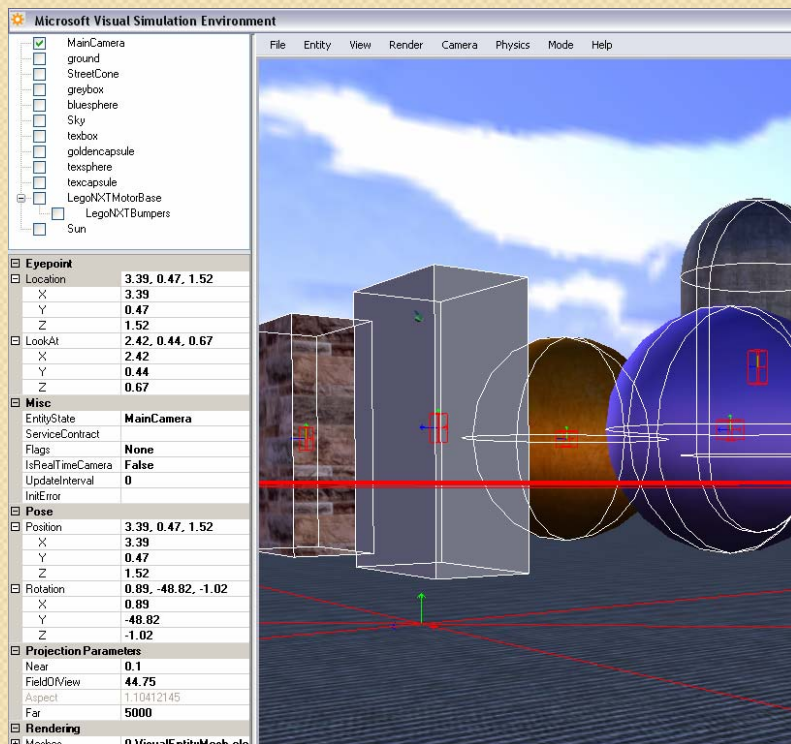 Microsoft Visual Simulation Environment
File Entity View Render Camera Physics Mode Help
MainCamera
ground
StreetCone
greybox
bluesphere
Sky
texbox
goldencapsule
texsphere
texcapsule
LegoNXTMotorBase
LegoNXTBumpers
Sun
Eyepoint
Location 3.39, 0.47, 1.52
X 3.39
Y 0.47
Z 1.52
LookAt 2.42, 0.44, 0.67
X 2.42
Y 0.44
Z 0.67
Misc
EntityState MainCamera
ServiceContract
Flags None
IsRealTimeCamera False
UpdateInterval 0
InitError
Pose
Position 3.39, 0.47, 1.52
X 3.39
Y 0.47
Z 1.52
Rotation 0.89, -48.82, -1.02
X 0.89
Y -48.82
Z -1.02
Projection Parameters
Near 0.1
FieldOfView 44.75
Aspect 1.10412145
Far 5000
Rendering
Meshes